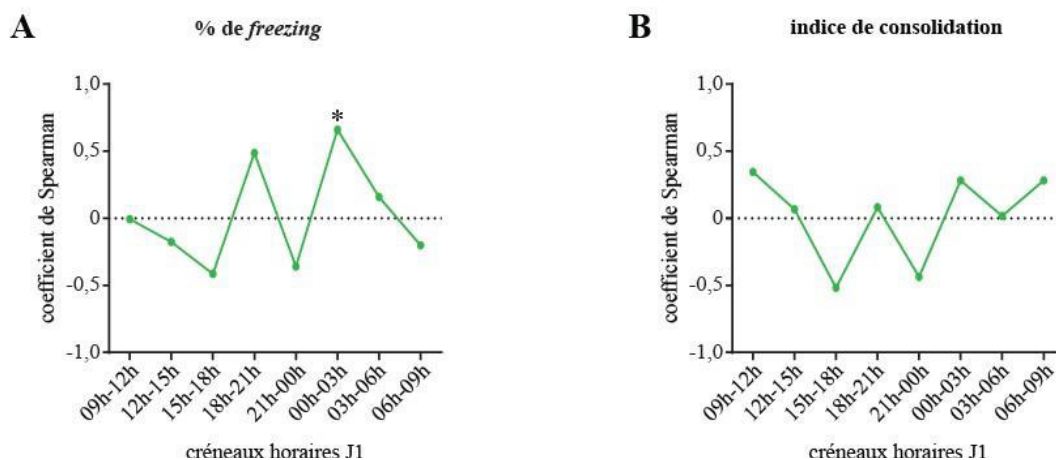 A
% de freezing
1,0
0,5
0
-0,5
-1,0
coefficient de Spearman
*
09h-12h
12h-15h
15h-18h
18h-21h
21h-00h
00h-03h
03h-06h
06h-09h
créneaux horaires J1
B
indice de consolidation
1,0
0,5
0
-0,5
-1,0
coefficient de Spearman
09h-12h
12h-15h
15h-18h
18h-21h
21h-00h
00h-03h
03h-06h
06h-09h
créneaux horaires J1